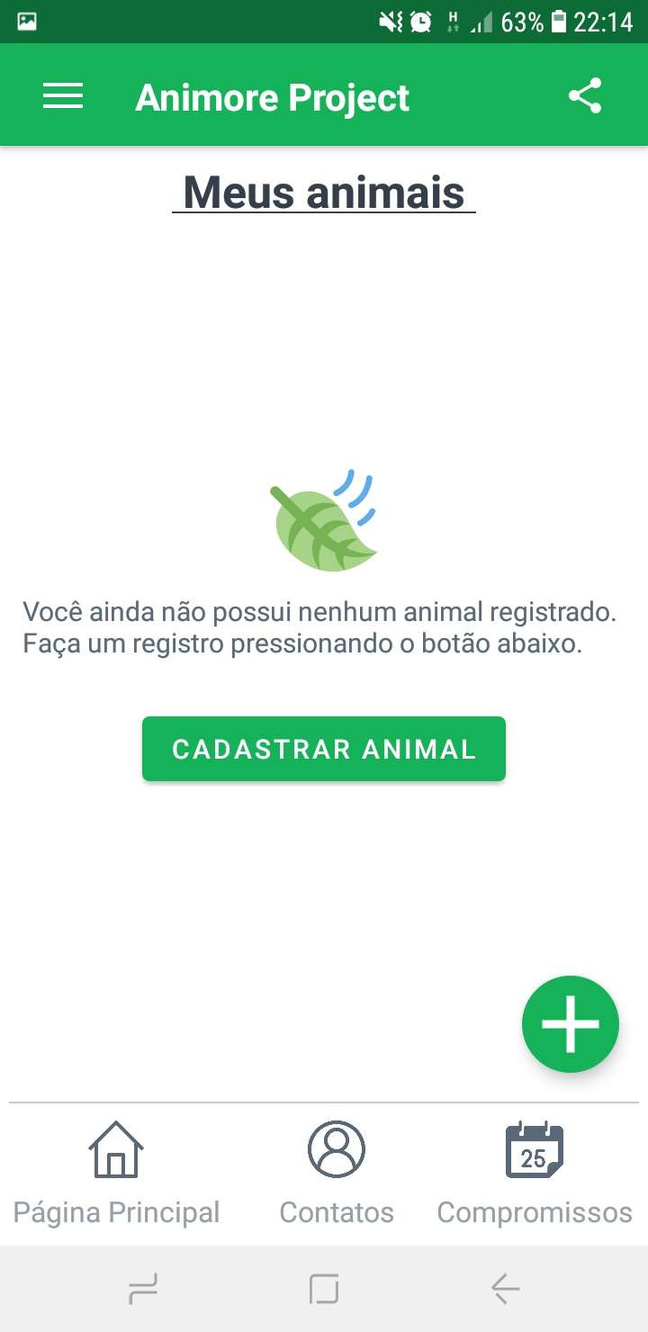 H 63% 22:14
Animore Project
Meus animais
Você ainda não possui nenhum animal registrado.
Faça um registro pressionando o botão abaixo.
CADASTRAR ANIMAL
25
Página Principal Contatos Compromissos